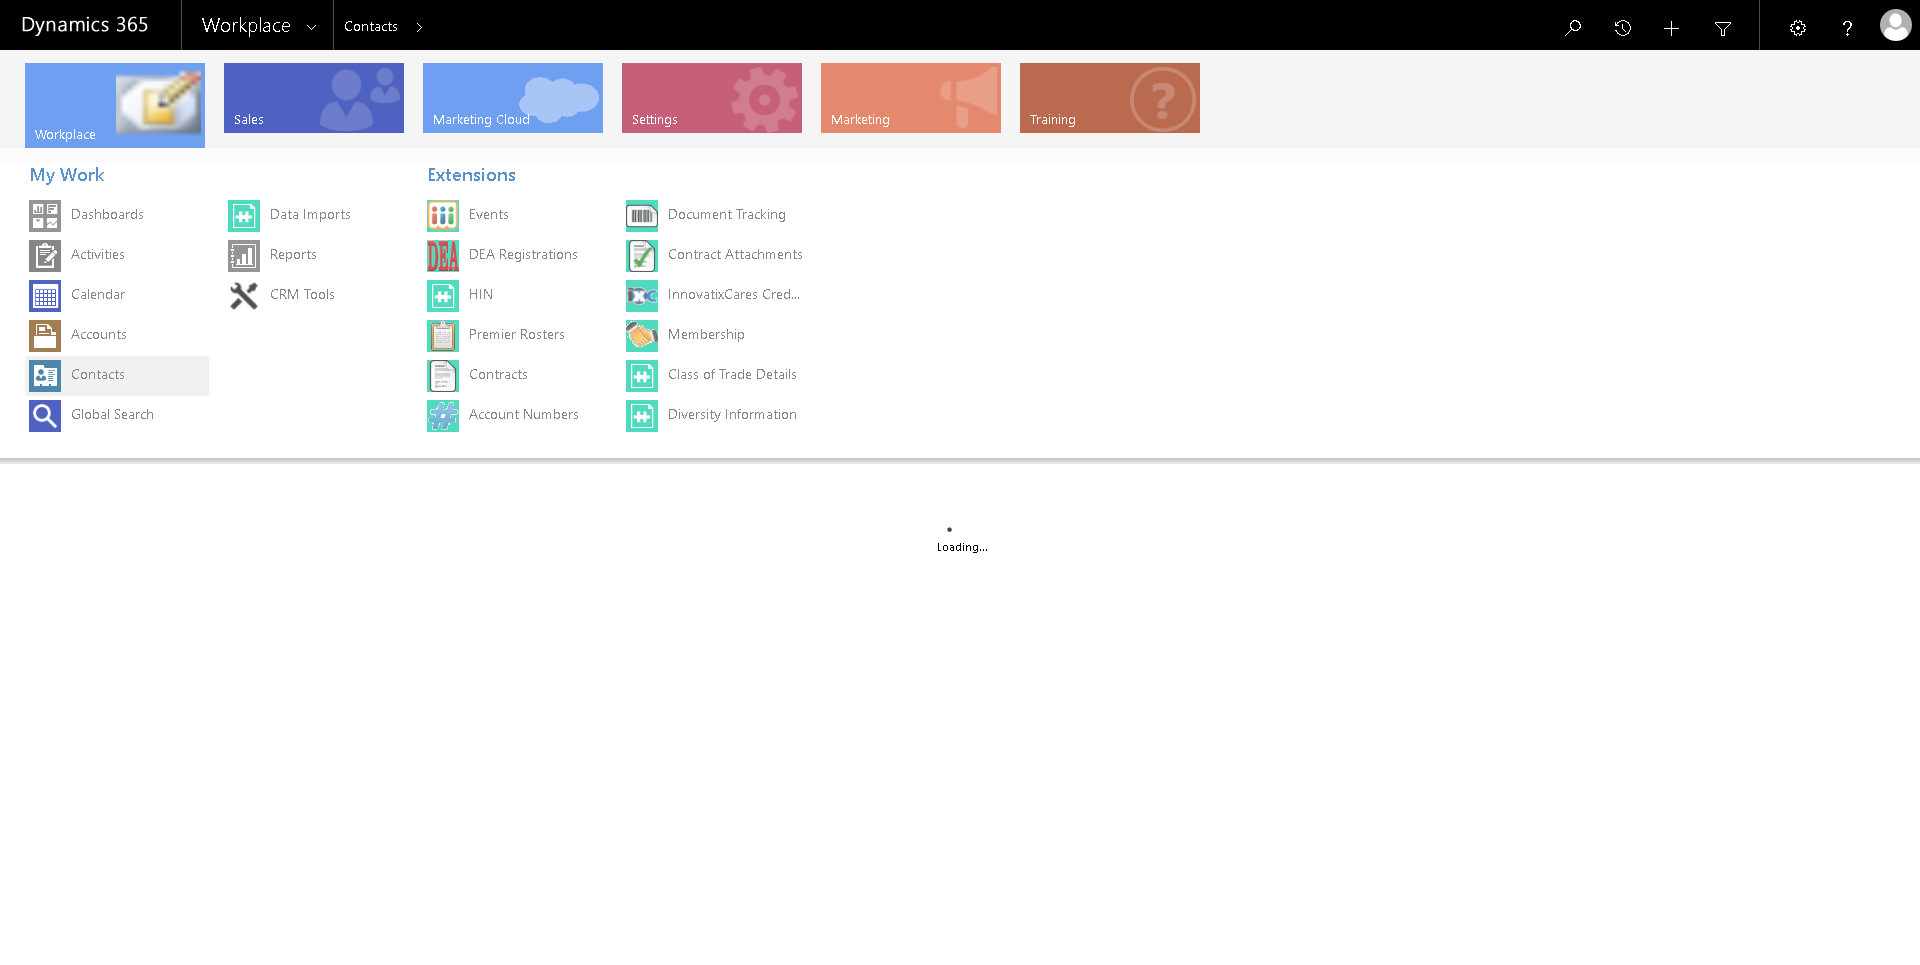 Dynamics 365
Workplace
Contacts
Workplace
Sales
Marketing Cloud
Settings
Marketing
Training
My Work
Extensions
Dashboards
Data Imports
Events
Document Tracking
Activities
Reports
DEA
DEA Registrations
Contract Attachments
Calendar
CRM Tools
HIN
InnovatixCares Cred...
Accounts
Premier Rosters
Membership
Contacts
Contracts
Class of Trade Details
Global Search
Account Numbers
Diversity Information
Loading...